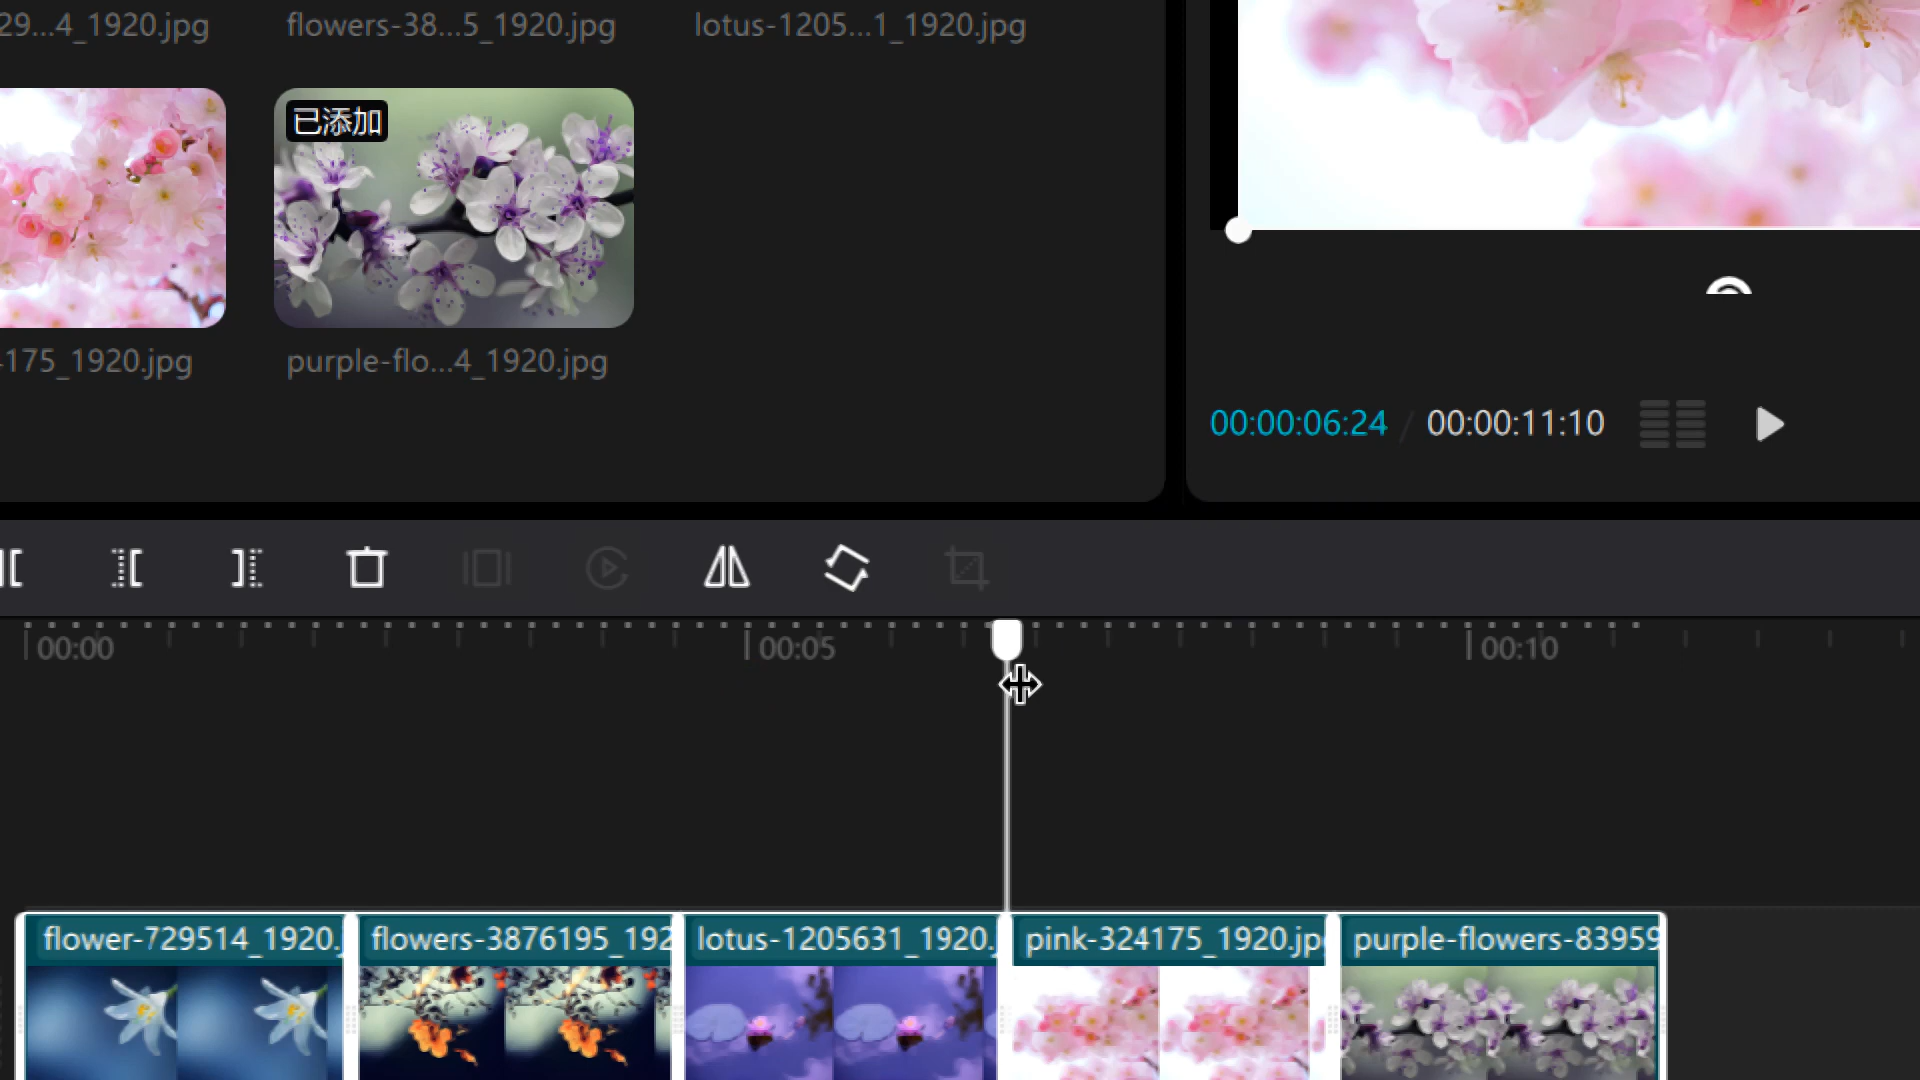 29...4_1920.jpg
flowers-38...5_1920.jpg
lotus-1205...1_1920.jpg
已添加
175_1920.jpg
purple-flo...4_1920.jpg
00:00:06:24 / 00:00:11:10
00:00
00:05
00:10
flower-729514_1920.j
flowers-3876195_192
lotus-1205631_1920.j
pink-324175_1920.jp
purple-flowers-83959